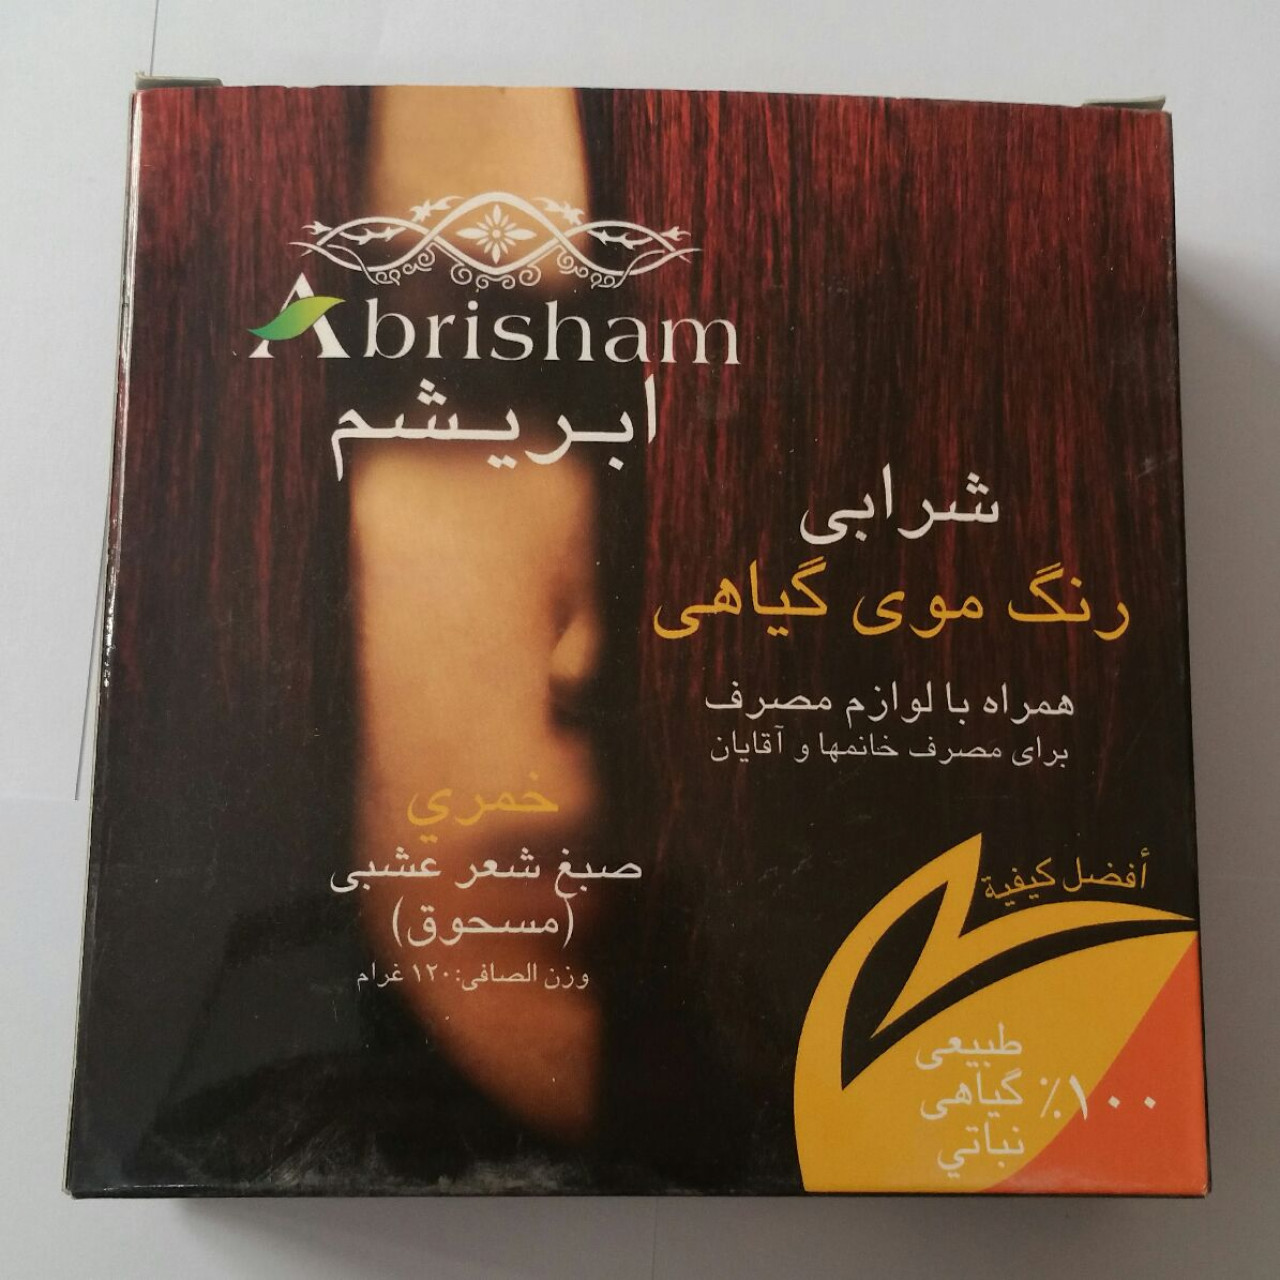 Abrisham
ابریشم
شرابی
رنگ موی گیاهی
همراه با لوازم مصرف
برای مصرف خانمها و آقایان
خمري
صبغ شعر عشبی
(مسحوق)
وزن الصافی: ۱۲۰ غرام
أفضل كيفية
طبیعی
۱۰۰٪ گیاهی
نباتي